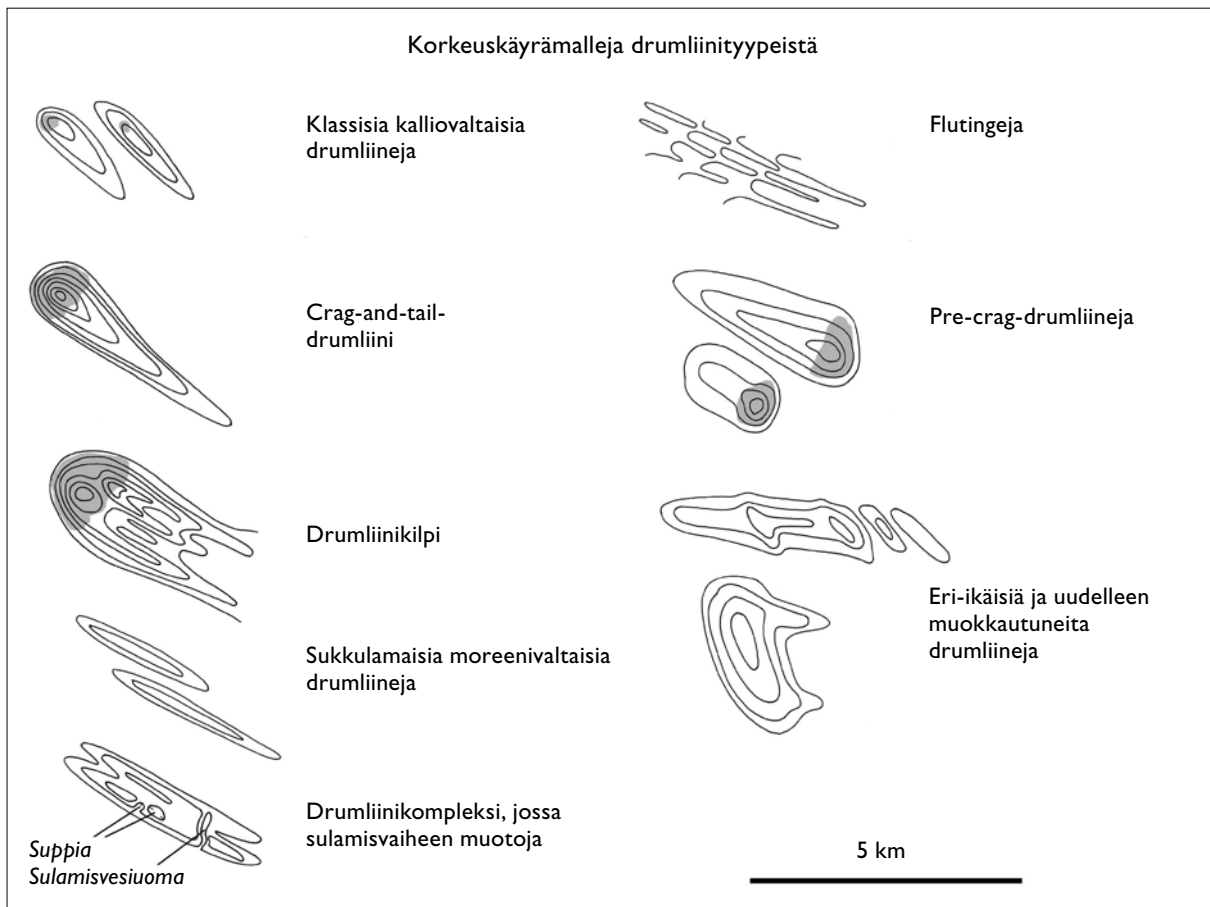 Korkeuskäyrämalleja drumliinityypeistä
Klassisia kalliovaltaisia
drumliineja
Crag-and-tail-
drumliini
Drumliinikilpi
Sukkulamaisia moreenivaltaisia
drumliineja
Drumliinikompleksi, jossa
sulamisvaiheen muotoja
Suppia
Sulamisvesiuoma
Flutingeja
Pre-crag-drumliineja
Eri-ikäisiä ja uudelleen
muokkautuneita
drumliineja
5 km